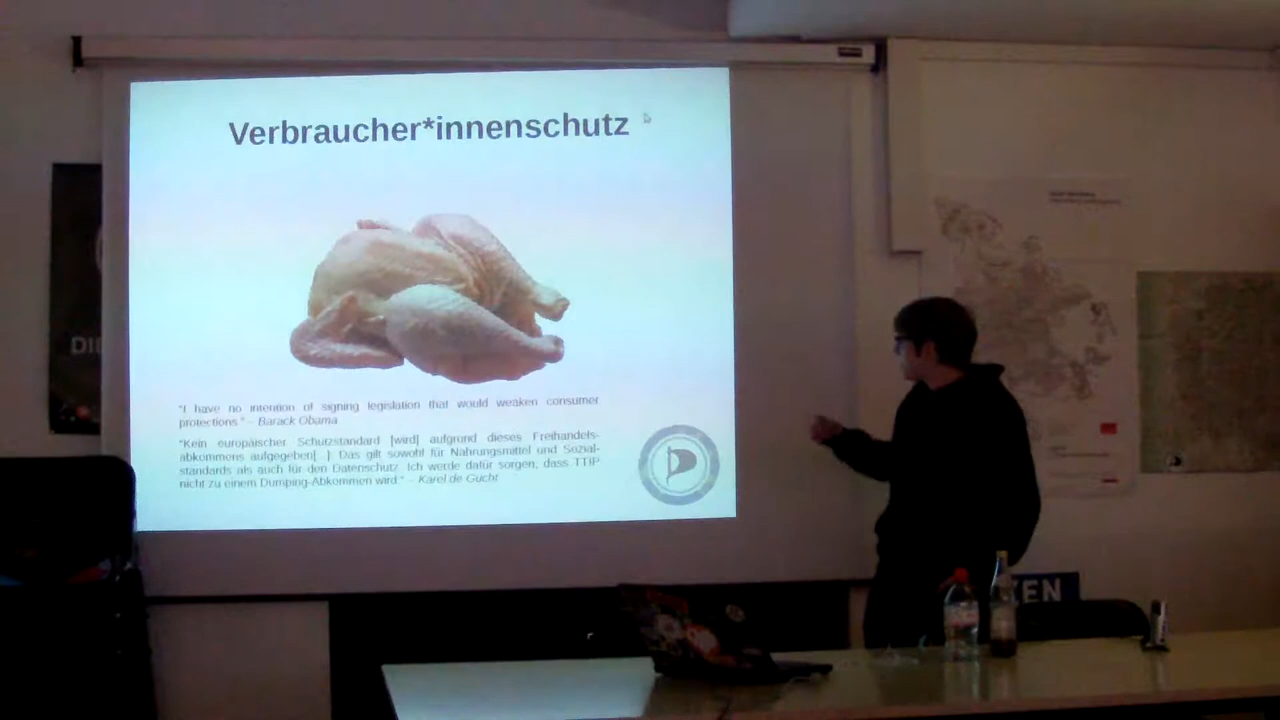 Verbraucher*innenschutz
"I have no intention of signing legislation that would weaken consumer
protections." – Barack Obama
"Kein europäischer Schutzstandard [wird] aufgrund dieses Freihandels-
abkommens aufgegeben[...]. Das gilt sowohl für Nahrungsmittel und Sozial-
standards als auch für den Datenschutz. Ich werde dafür sorgen, dass TTIP
nicht zu einem Dumping-Abkommen wird." – Karel de Gucht
DIE
ZEN